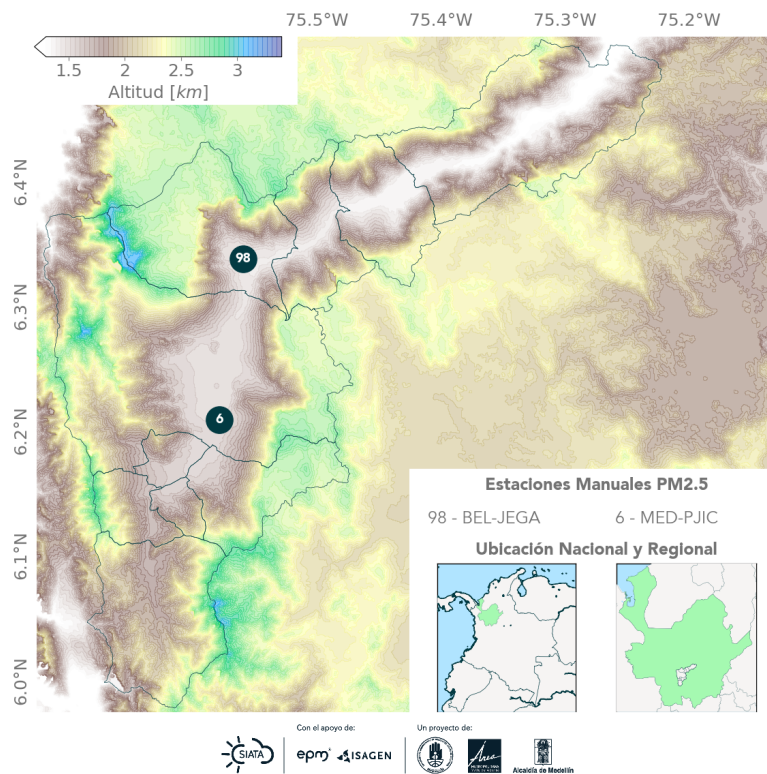 75.5°W 75.4°W 75.3°W 75.2°W
1.5 2 2.5 3
Altitud [km]
6.4°N
98
6.3°N
6
6.2°N
Estaciones Manuales PM2.5
98 - BEL-JEGA 6 - MED-PJIC
Ubicación Nacional y Regional
6.1°N
6.0°N
Con el apoyo de: Un proyecto de:
SIATA epm ISAGEN Área
Alcaldía de Medellín